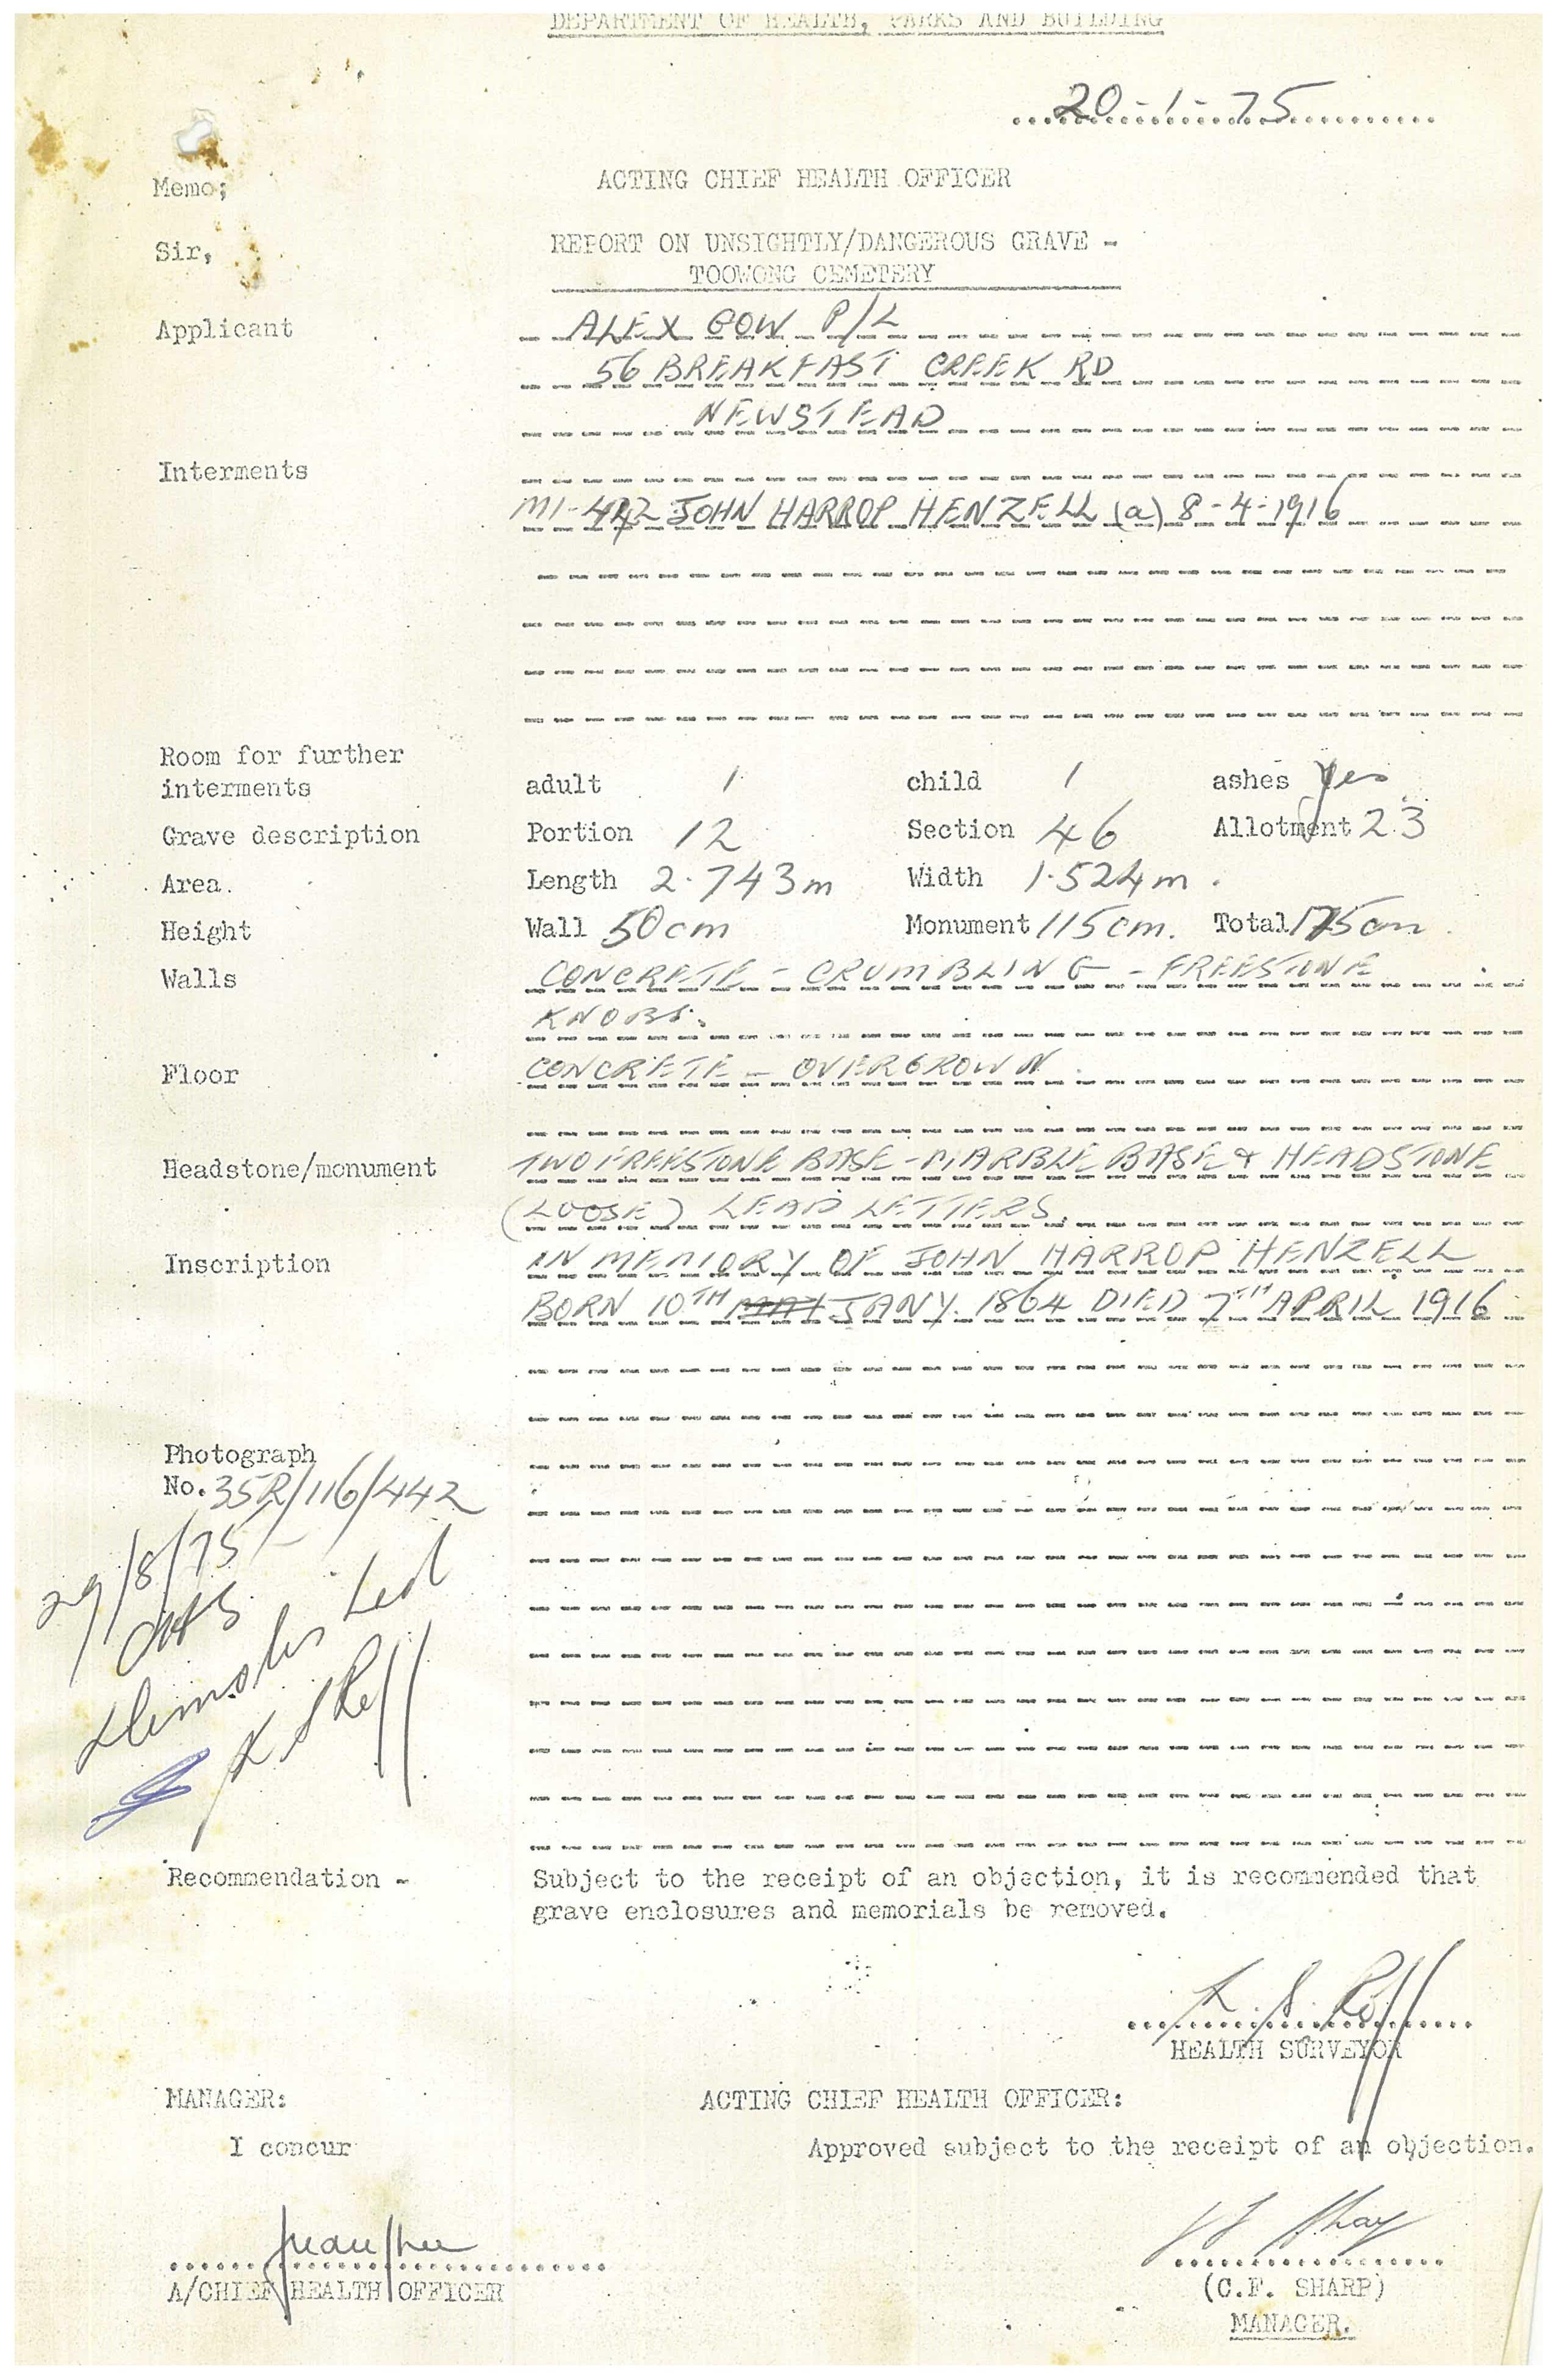 DEPARTMENT OF HEALTH, PARKS AND BUILDING
20-1-75
Memo; ACTING CHIEF HEALTH OFFICER
Sir, REPORT ON UNSIGHTLY/DANGEROUS GRAVE -
TOOWONG CEMETERY
Applicant ALEX GOW P/L
56 BREAKFAST CREEK RD
NEWSTEAD
Interments
M1-442 JOHN HARROP HENZELL (a) 8-4-1916
Room for further
interments adult 1 child 1 ashes Yes
Grave description Portion 12 Section 46 Allotment 23
Area. Length 2.743m Width 1.524m.
Height Wall 50cm Monument 115cm. Total 175cm.
Walls CONCRETE - CRUMBLING - FREESTONE
KNOBS.
Floor CONCRETE - OVERGROWN.
Headstone/monument TWO FREESTONE BASE - MARBLE BASE & HEADSTONE
(LOOSE) LEAD LETTERS.
Inscription IN MEMORY OF JOHN HARROP HENZELL
BORN 10TH MAY JANY. 1864 DIED 7TH APRIL 1916
Photograph
No. 35R/116/442
29/8/75
Recommendation - Subject to the receipt of an objection, it is recommended that
grave enclosures and memorials be removed.
HEALTH SURVEYOR
MANAGER: ACTING CHIEF HEALTH OFFICER:
I concur Approved subject to the receipt of an objection.
A/CHIEF HEALTH OFFICER (C.F. SHARP)
MANAGER.